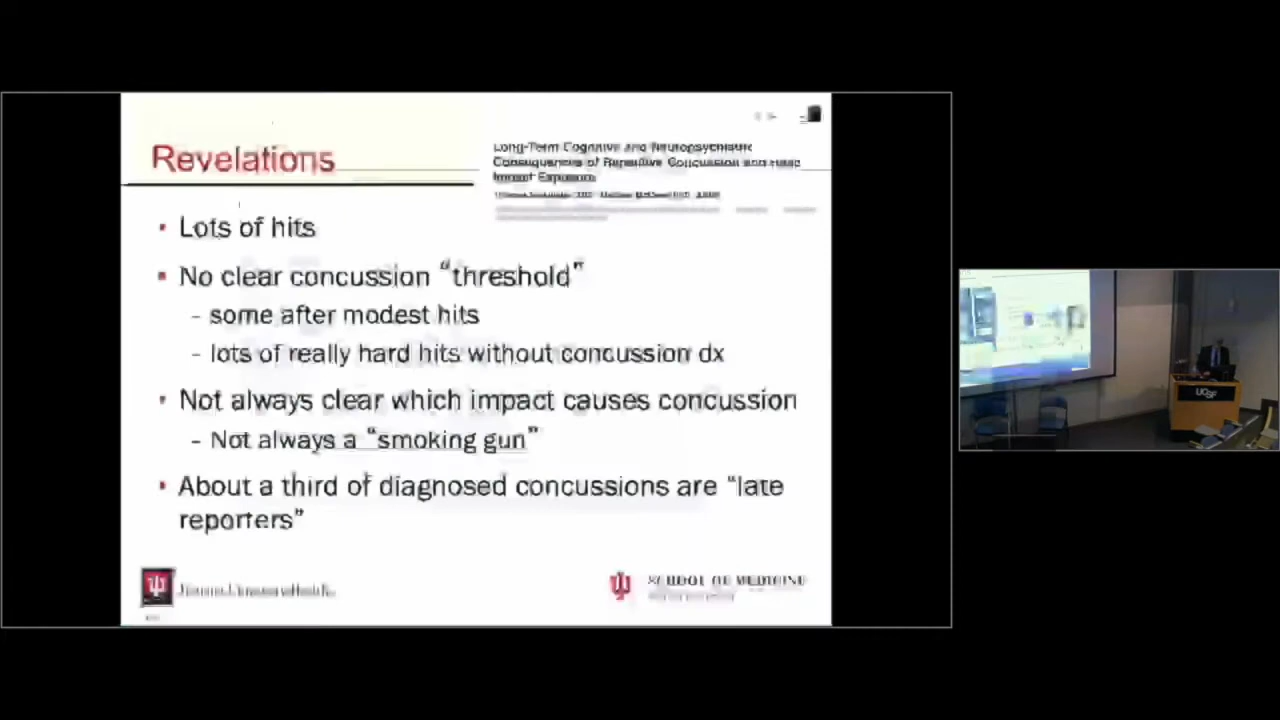 Revelations
Long-Term Cognitive and Neuropsychiatric
Consequences of Repetitive Concussion and Head
Impact Exposure
• Lots of hits
• No clear concussion “threshold”
- some after modest hits
- lots of really hard hits without concussion dx
• Not always clear which impact causes concussion
- Not always a “smoking gun”
• About a third of diagnosed concussions are “late
reporters”
SCHOOL OF MEDICINE
UCSF